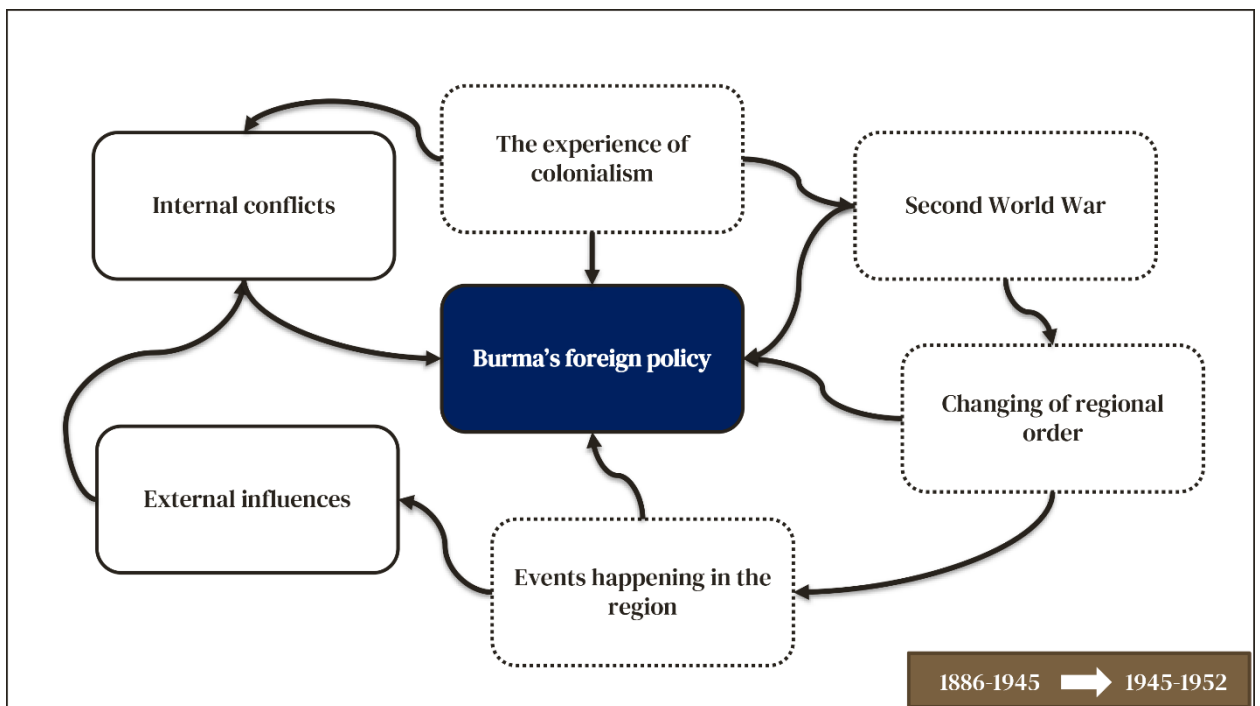 The experience of
colonialism
Internal conflicts
Second World War
Burma's foreign policy
Changing of regional
order
External influences
Events happening in the
region
1886-1945
1945-1952